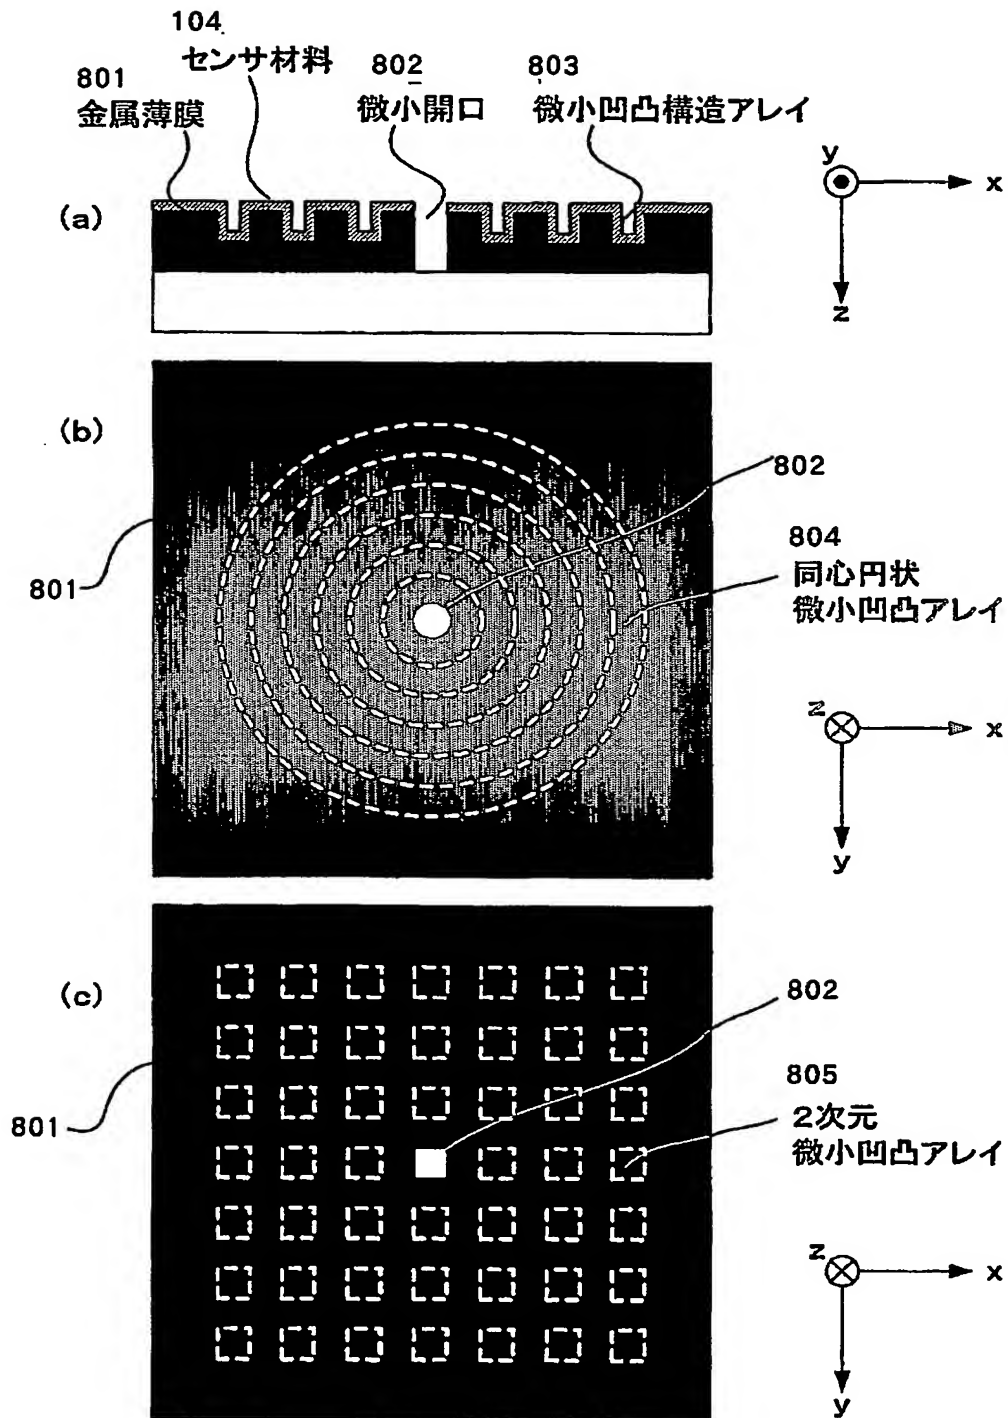 104
センサ材料
801
金属薄膜
802
微小開口
803
微小凹凸構造アレイ
y
x
z
(a)
(b)
802
801
804
同心円状
微小凹凸アレイ
z
x
y
(c)
802
801
805
2次元
微小凹凸アレイ
z
x
y